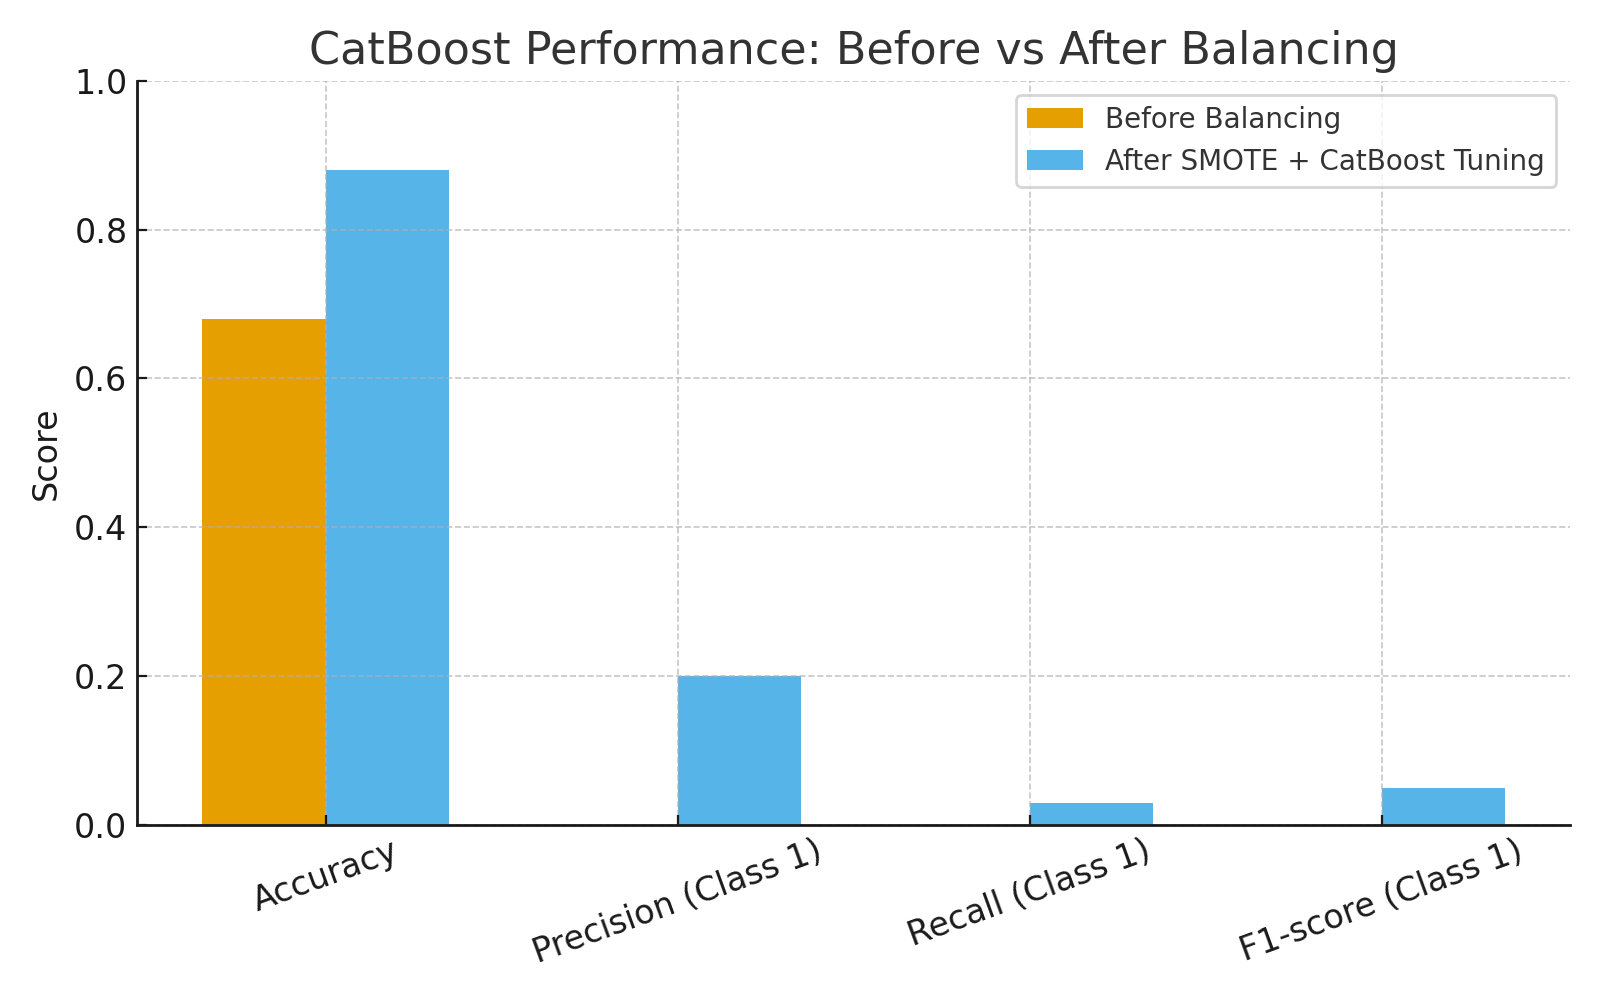 CatBoost Performance: Before vs After Balancing
Before Balancing
After SMOTE + CatBoost Tuning
1.0
0.8
0.6
0.4
0.2
0.0
Score
Accuracy
Precision (Class 1)
Recall (Class 1)
F1-score (Class 1)